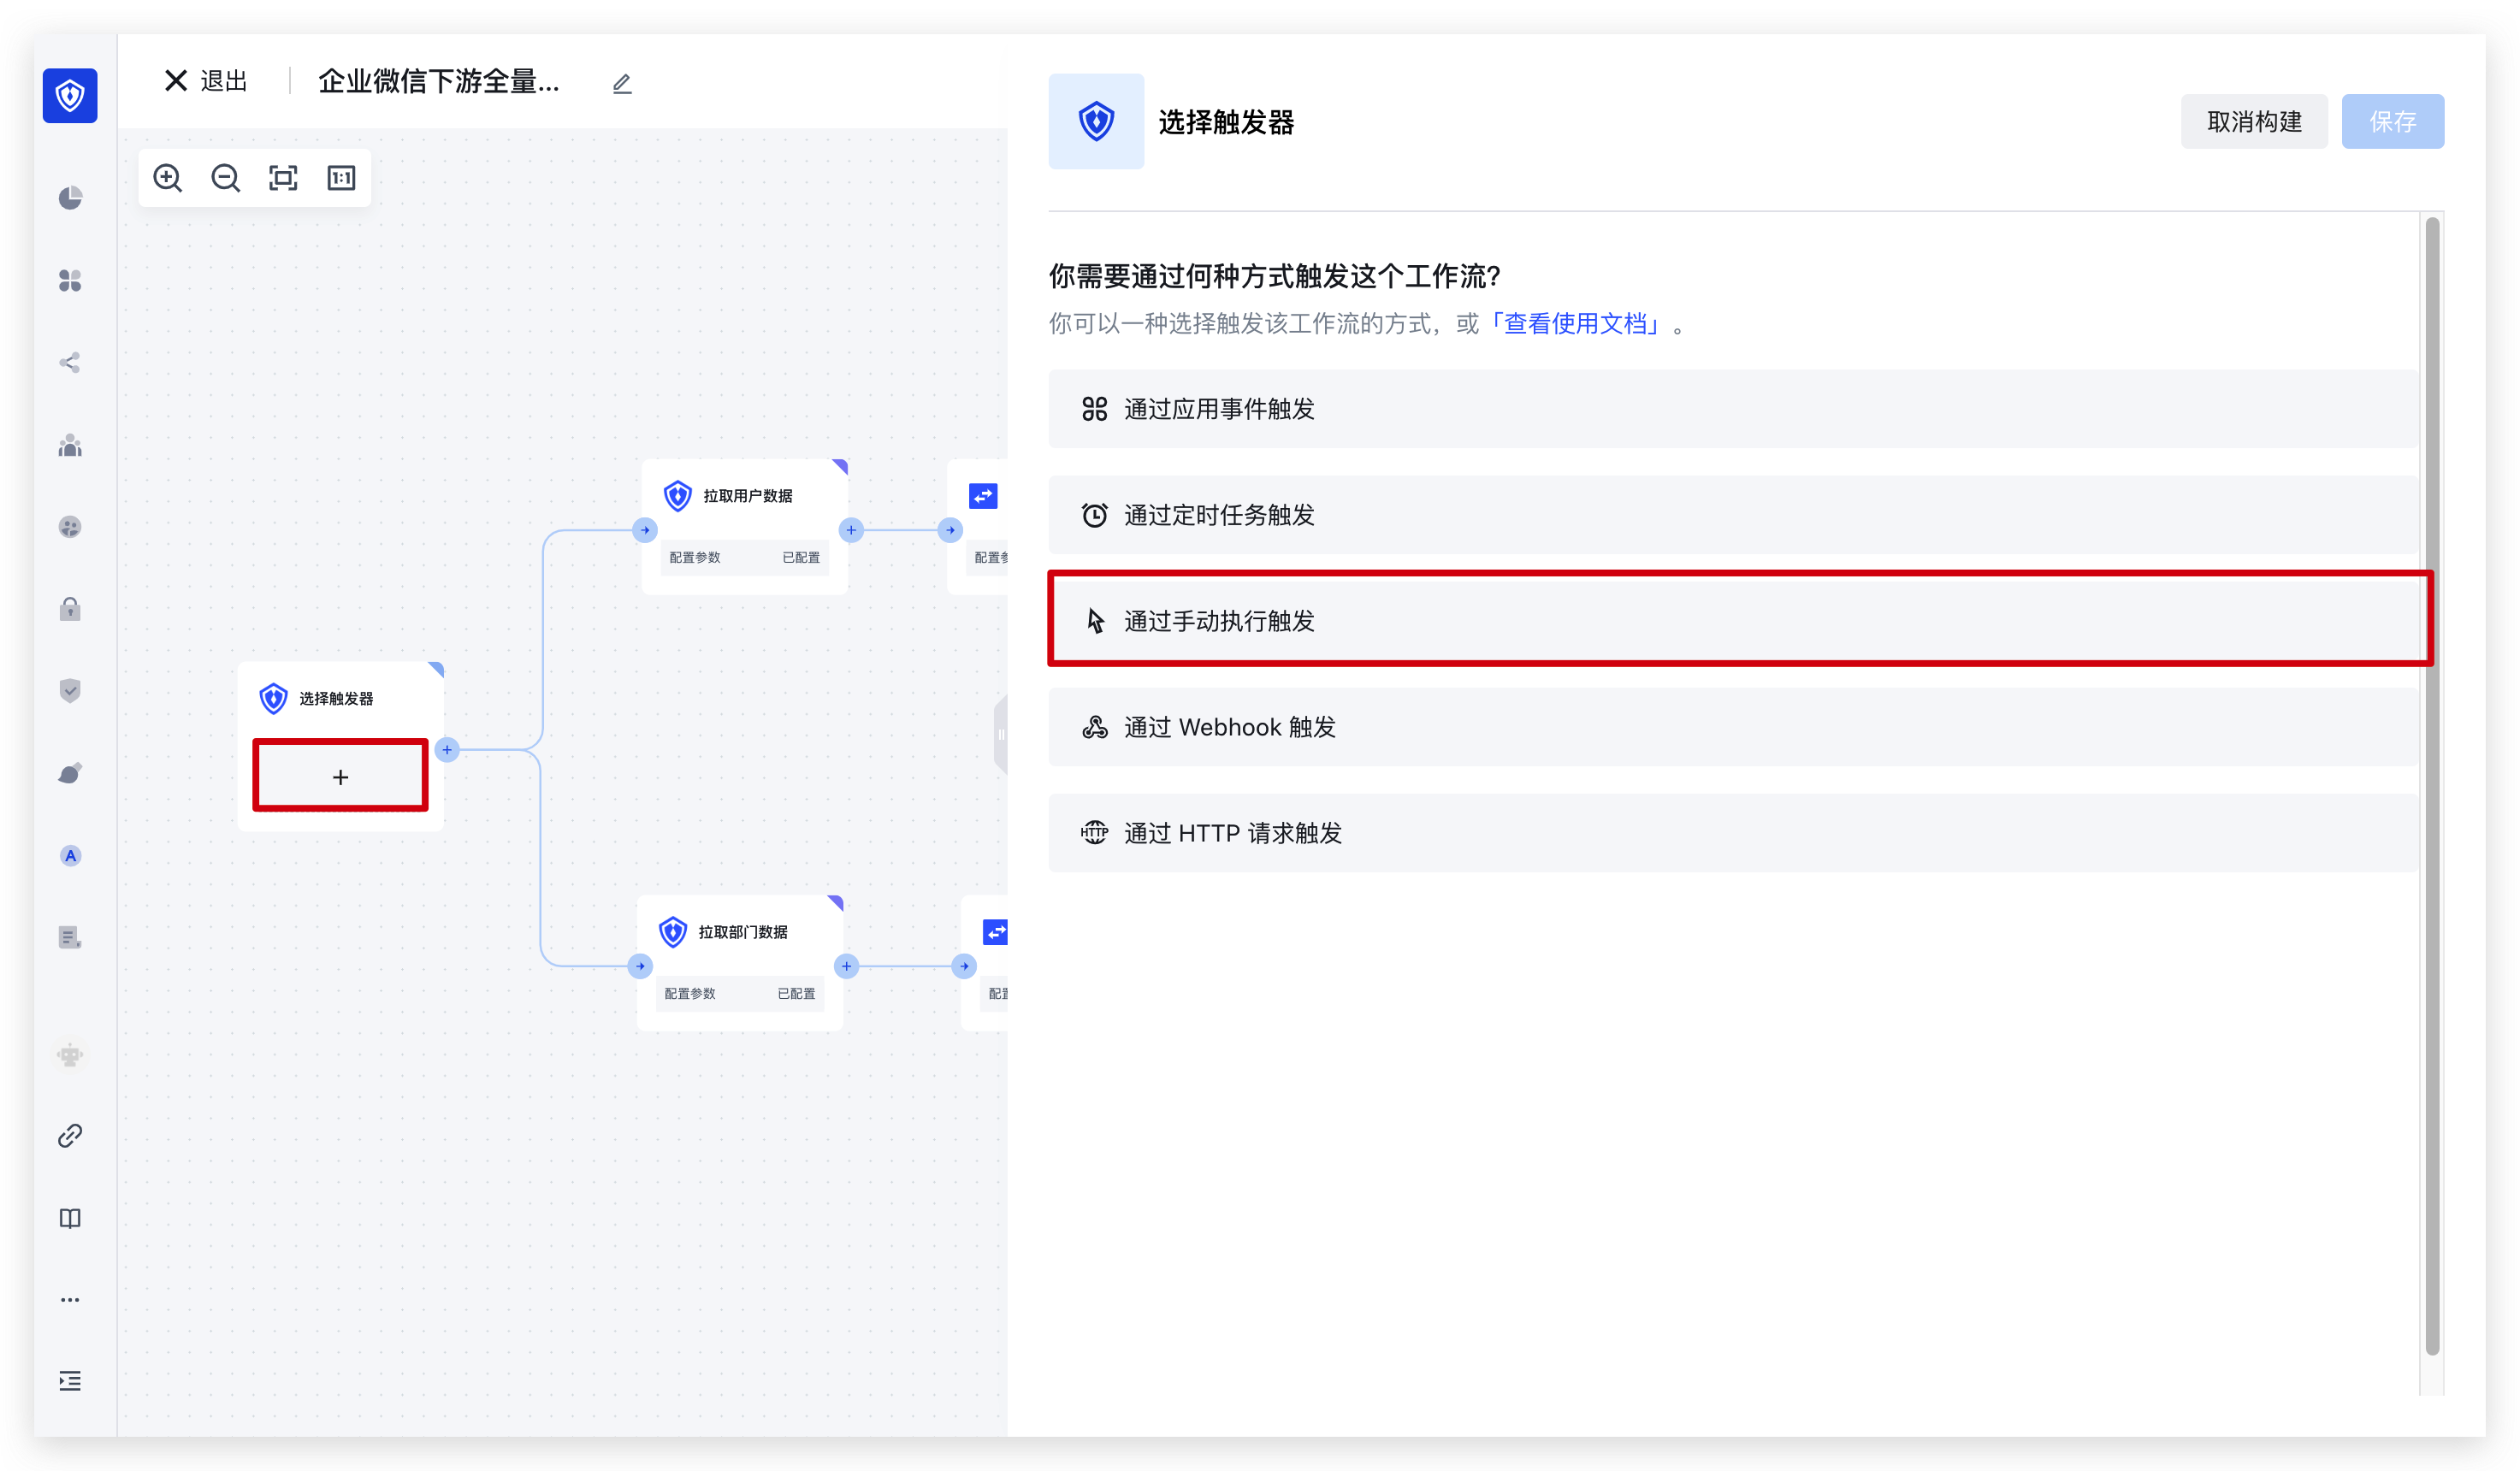 退出
企业微信下游全量...
1:1
选择触发器
取消构建
保存
你需要通过何种方式触发这个工作流?
你可以一种选择触发该工作流的方式，或「查看使用文档」。
通过应用事件触发
通过定时任务触发
通过手动执行触发
通过 Webhook 触发
HTTP 通过 HTTP 请求触发
拉取用户数据
配置参数 已配置
配置参
选择触发器
+
A
拉取部门数据
配置参数 已配置
配置